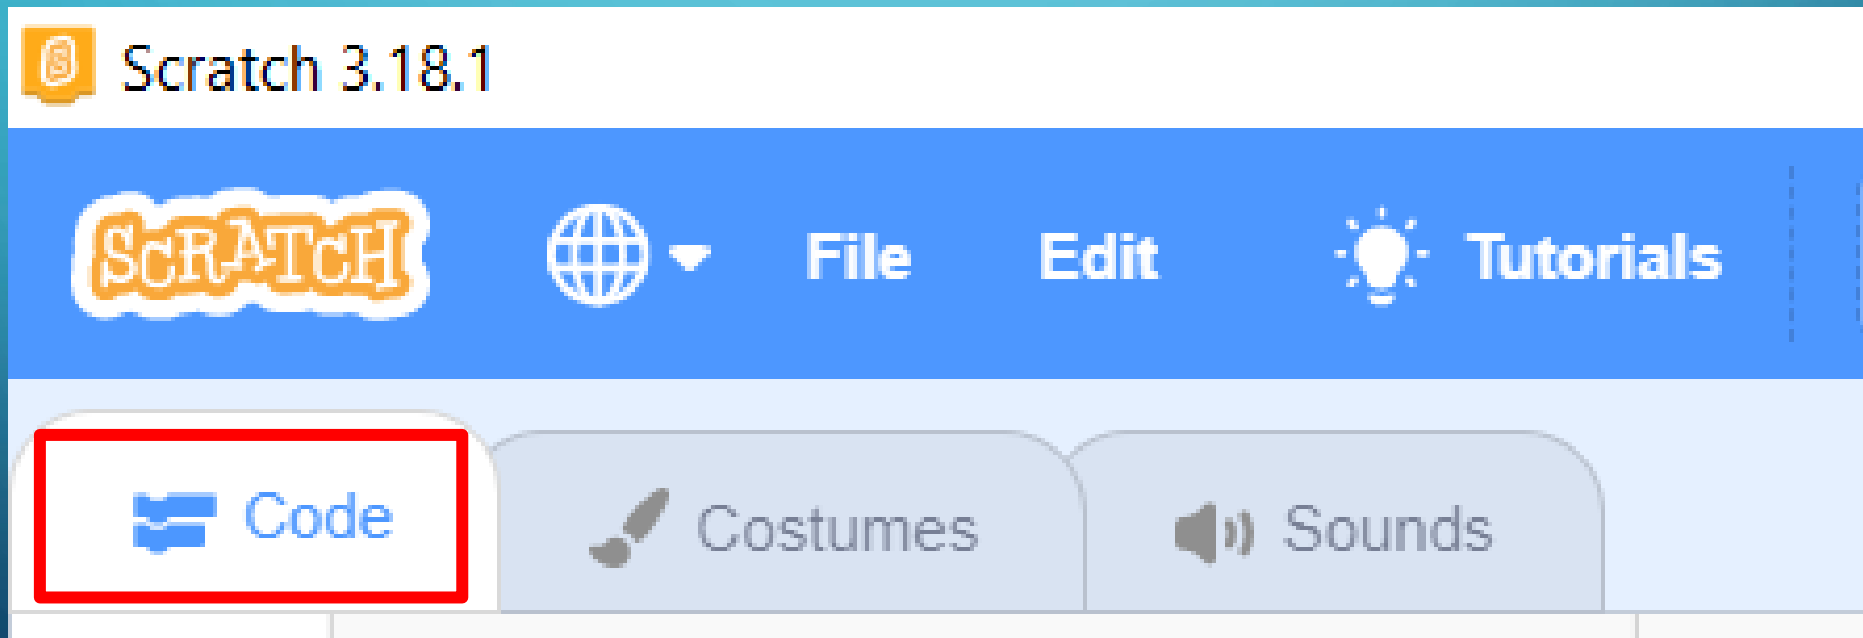 Scratch 3.18.1
SCRATCH File Edit Tutorials
Code Costumes Sounds